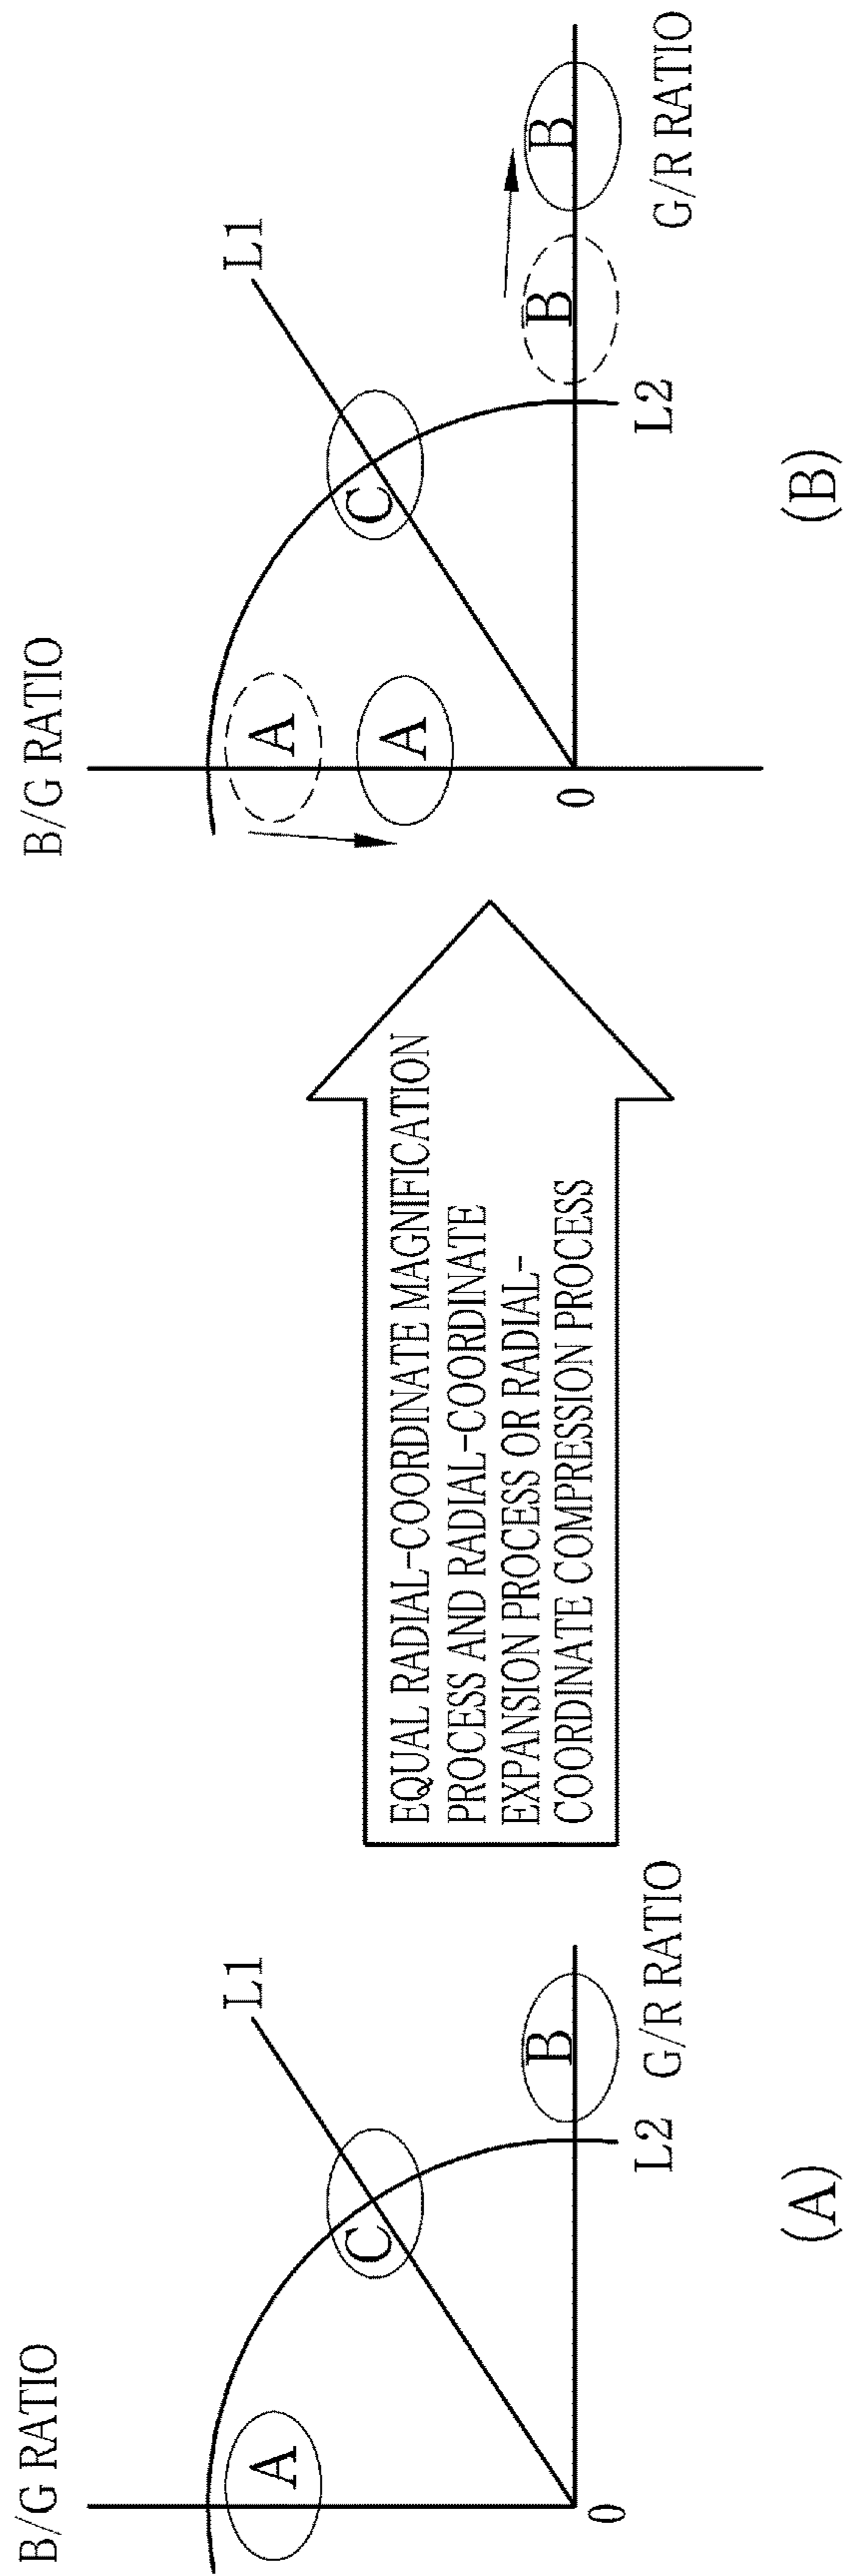 B/G RATIO
L1
A
C
B
0
L2
G/R RATIO
(A)
EQUAL RADIAL-COORDINATE MAGNIFICATION
PROCESS AND RADIAL-COORDINATE
EXPANSION PROCESS OR RADIAL-
COORDINATE COMPRESSION PROCESS
B/G RATIO
L1
A
A
C
B
B
0
L2
G/R RATIO
(B)